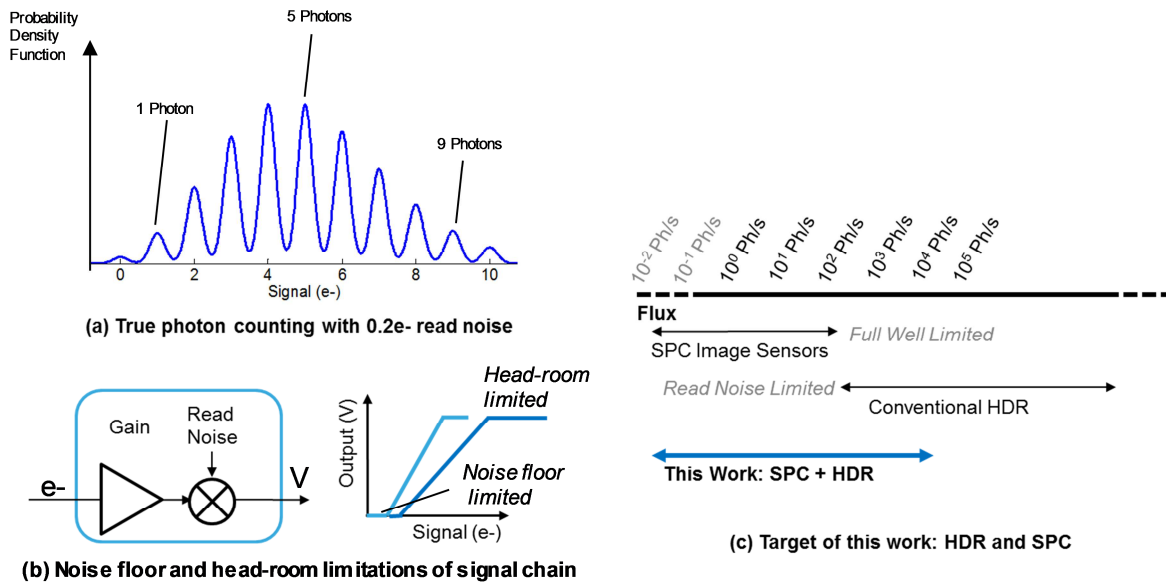 Probability
Density
Function
5 Photons
1 Photon
9 Photons
0 2 4 6 8 10
Signal (e-)
(a) True photon counting with 0.2e- read noise
Gain
Read
Noise
e-
V
Output (V)
Head-room
limited
Noise floor
limited
Signal (e-)
(b) Noise floor and head-room limitations of signal chain
10⁻² Ph/s
10⁻¹ Ph/s
10⁰ Ph/s
10¹ Ph/s
10² Ph/s
10³ Ph/s
10⁴ Ph/s
10⁵ Ph/s
Flux
SPC Image Sensors
Full Well Limited
Read Noise Limited
Conventional HDR
This Work: SPC + HDR
(c) Target of this work: HDR and SPC